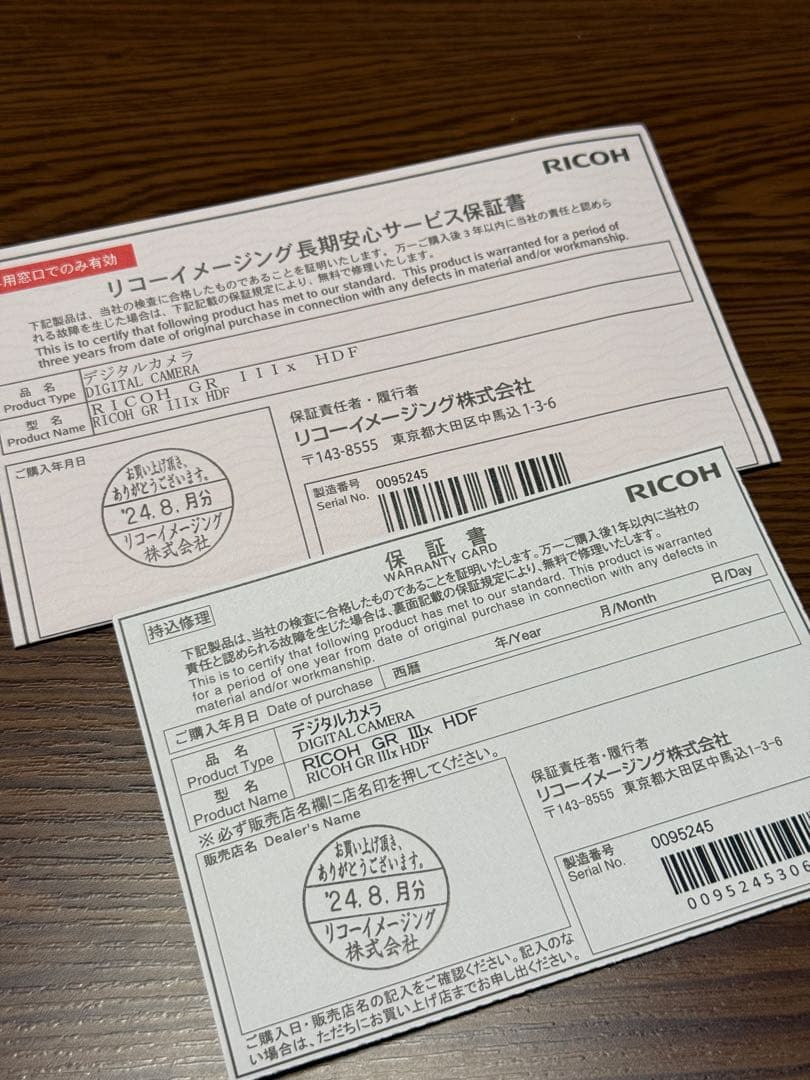 RICOH
用窓口でのみ有効
リコーイメージング 長期安心サービス保証書
下記製品は、当社の検査に合格したものであることを証明いたします。万一ご購入後3年以内に当社の責任と認めら
れる故障を生じた場合は、下記記載の保証規定により、無料で修理いたします。
This is to certify that following product has met to our standard. This product is warranted for a period of
three years from date of original purchase in connection with any defects in material and/or workmanship.
品 名
Product Type
デジタルカメラ
DIGITAL CAMERA
型 名
Product Name
RICOH GR IIIx HDF
RICOH GR IIIx HDF
ご購入年月日
お買い上げ頂き、
ありがとうございます。
'24.8.月分
リコーイメージング
株式会社
保証責任者・履行者
リコーイメージング株式会社
〒143-8555 東京都大田区中馬込1-3-6
製造番号
Serial No.
0095245
RICOH
保 証 書
WARRANTY CARD
持込修理
下記製品は、当社の検査に合格したものであることを証明いたします。万一ご購入後1年以内に当社の
責任と認められる故障を生じた場合は、裏面記載の保証規定により、無料で修理いたします。
This is to certify that following product has met to our standard. This product is warranted
for a period of one year from date of original purchase in connection with any defects in
material and/or workmanship.
ご購入年月日 Date of purchase 西暦 年/Year 月/Month 日/Day
品 名
Product Type
デジタルカメラ
DIGITAL CAMERA
型 名
Product Name
RICOH GR IIIx HDF
RICOH GR IIIx HDF
※必ず販売店名欄に店名印を押してください。
販売店名 Dealer's Name
お買い上げ頂き、
ありがとうございます。
'24.8.月分
リコーイメージング
株式会社
保証責任者・履行者
リコーイメージング株式会社
〒143-8555 東京都大田区中馬込1-3-6
製造番号
Serial No.
0095245
0095245306
ご購入日・販売店名の記入をご確認ください。記入のな
い場合は、ただちにお買い上げ店までお申し出ください。